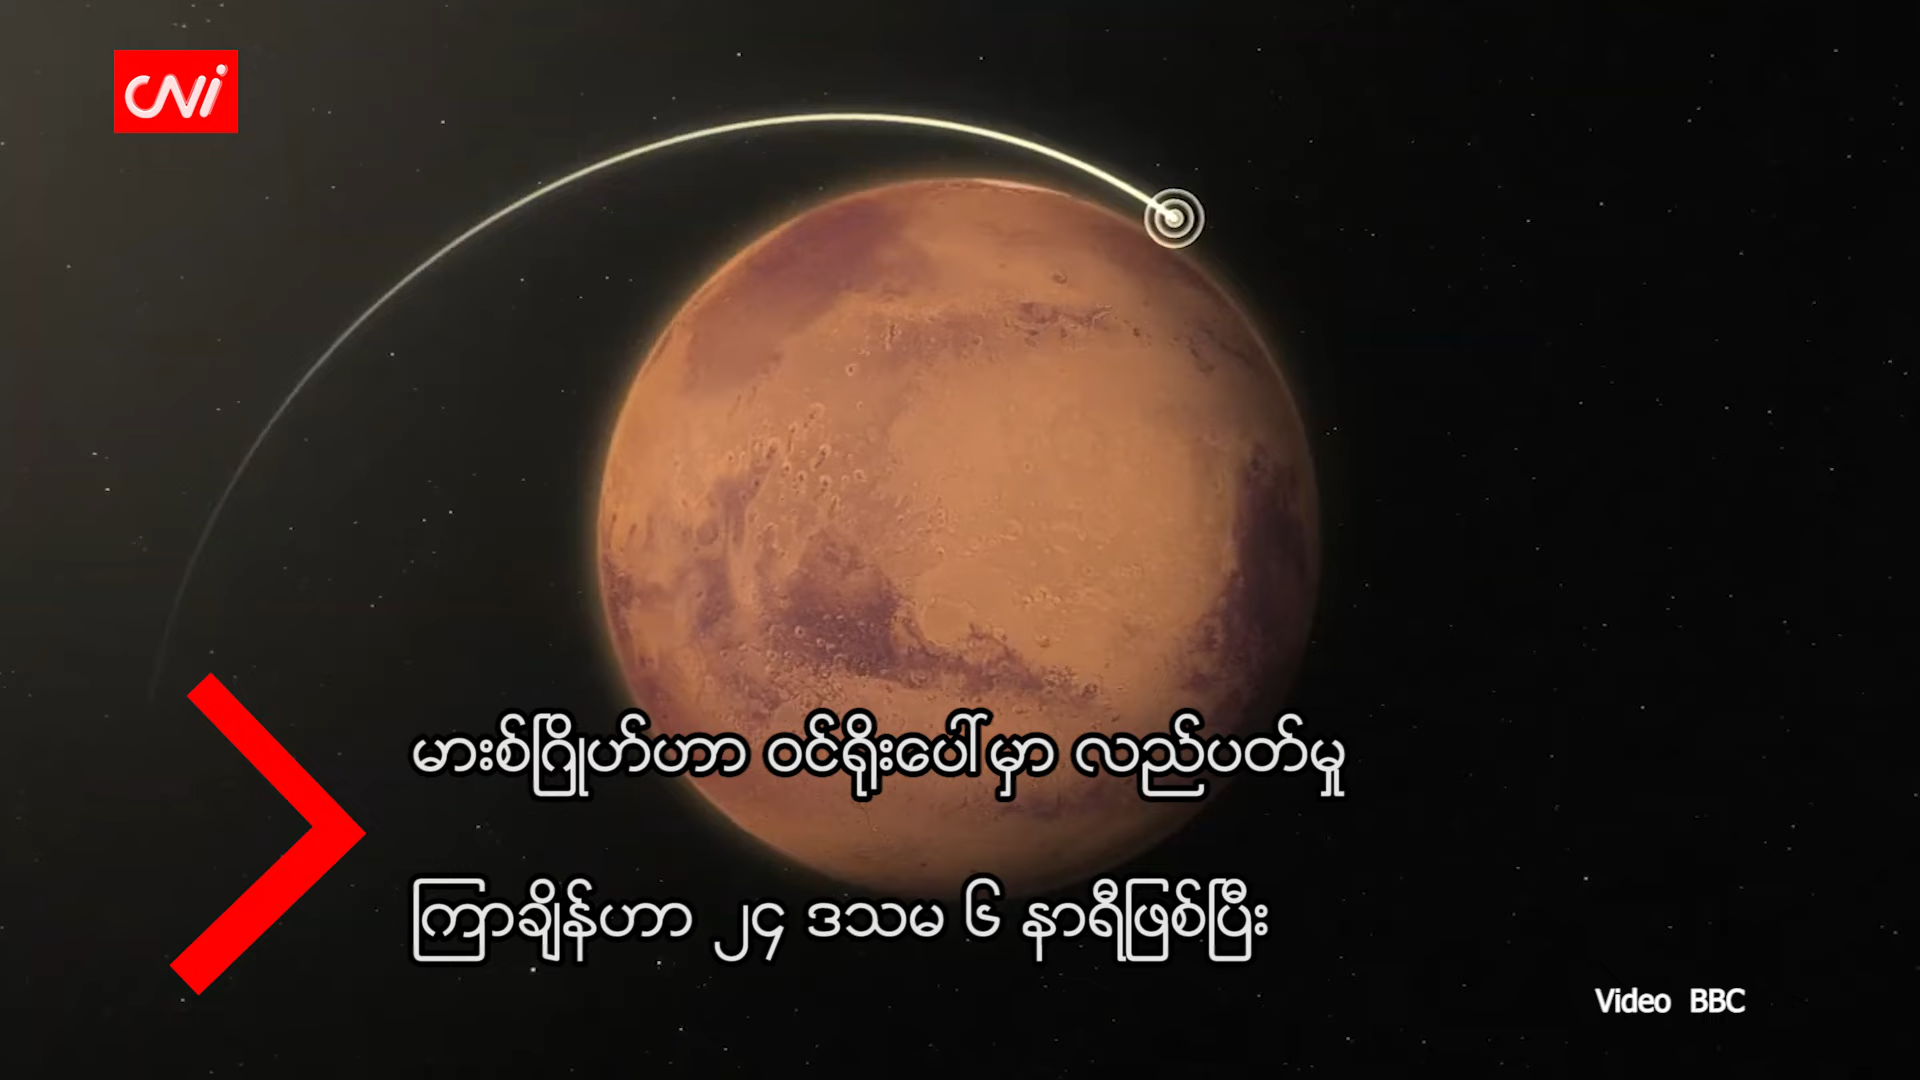 CNi
မားစ်ဂြိုဟ်ဟာ ဝင်ရိုးပေါ်မှာ လည်ပတ်မှု
ကြာချိန်ဟာ ၂၄ ဒသမ ၆ နာရီဖြစ်ပြီး
Video BBC